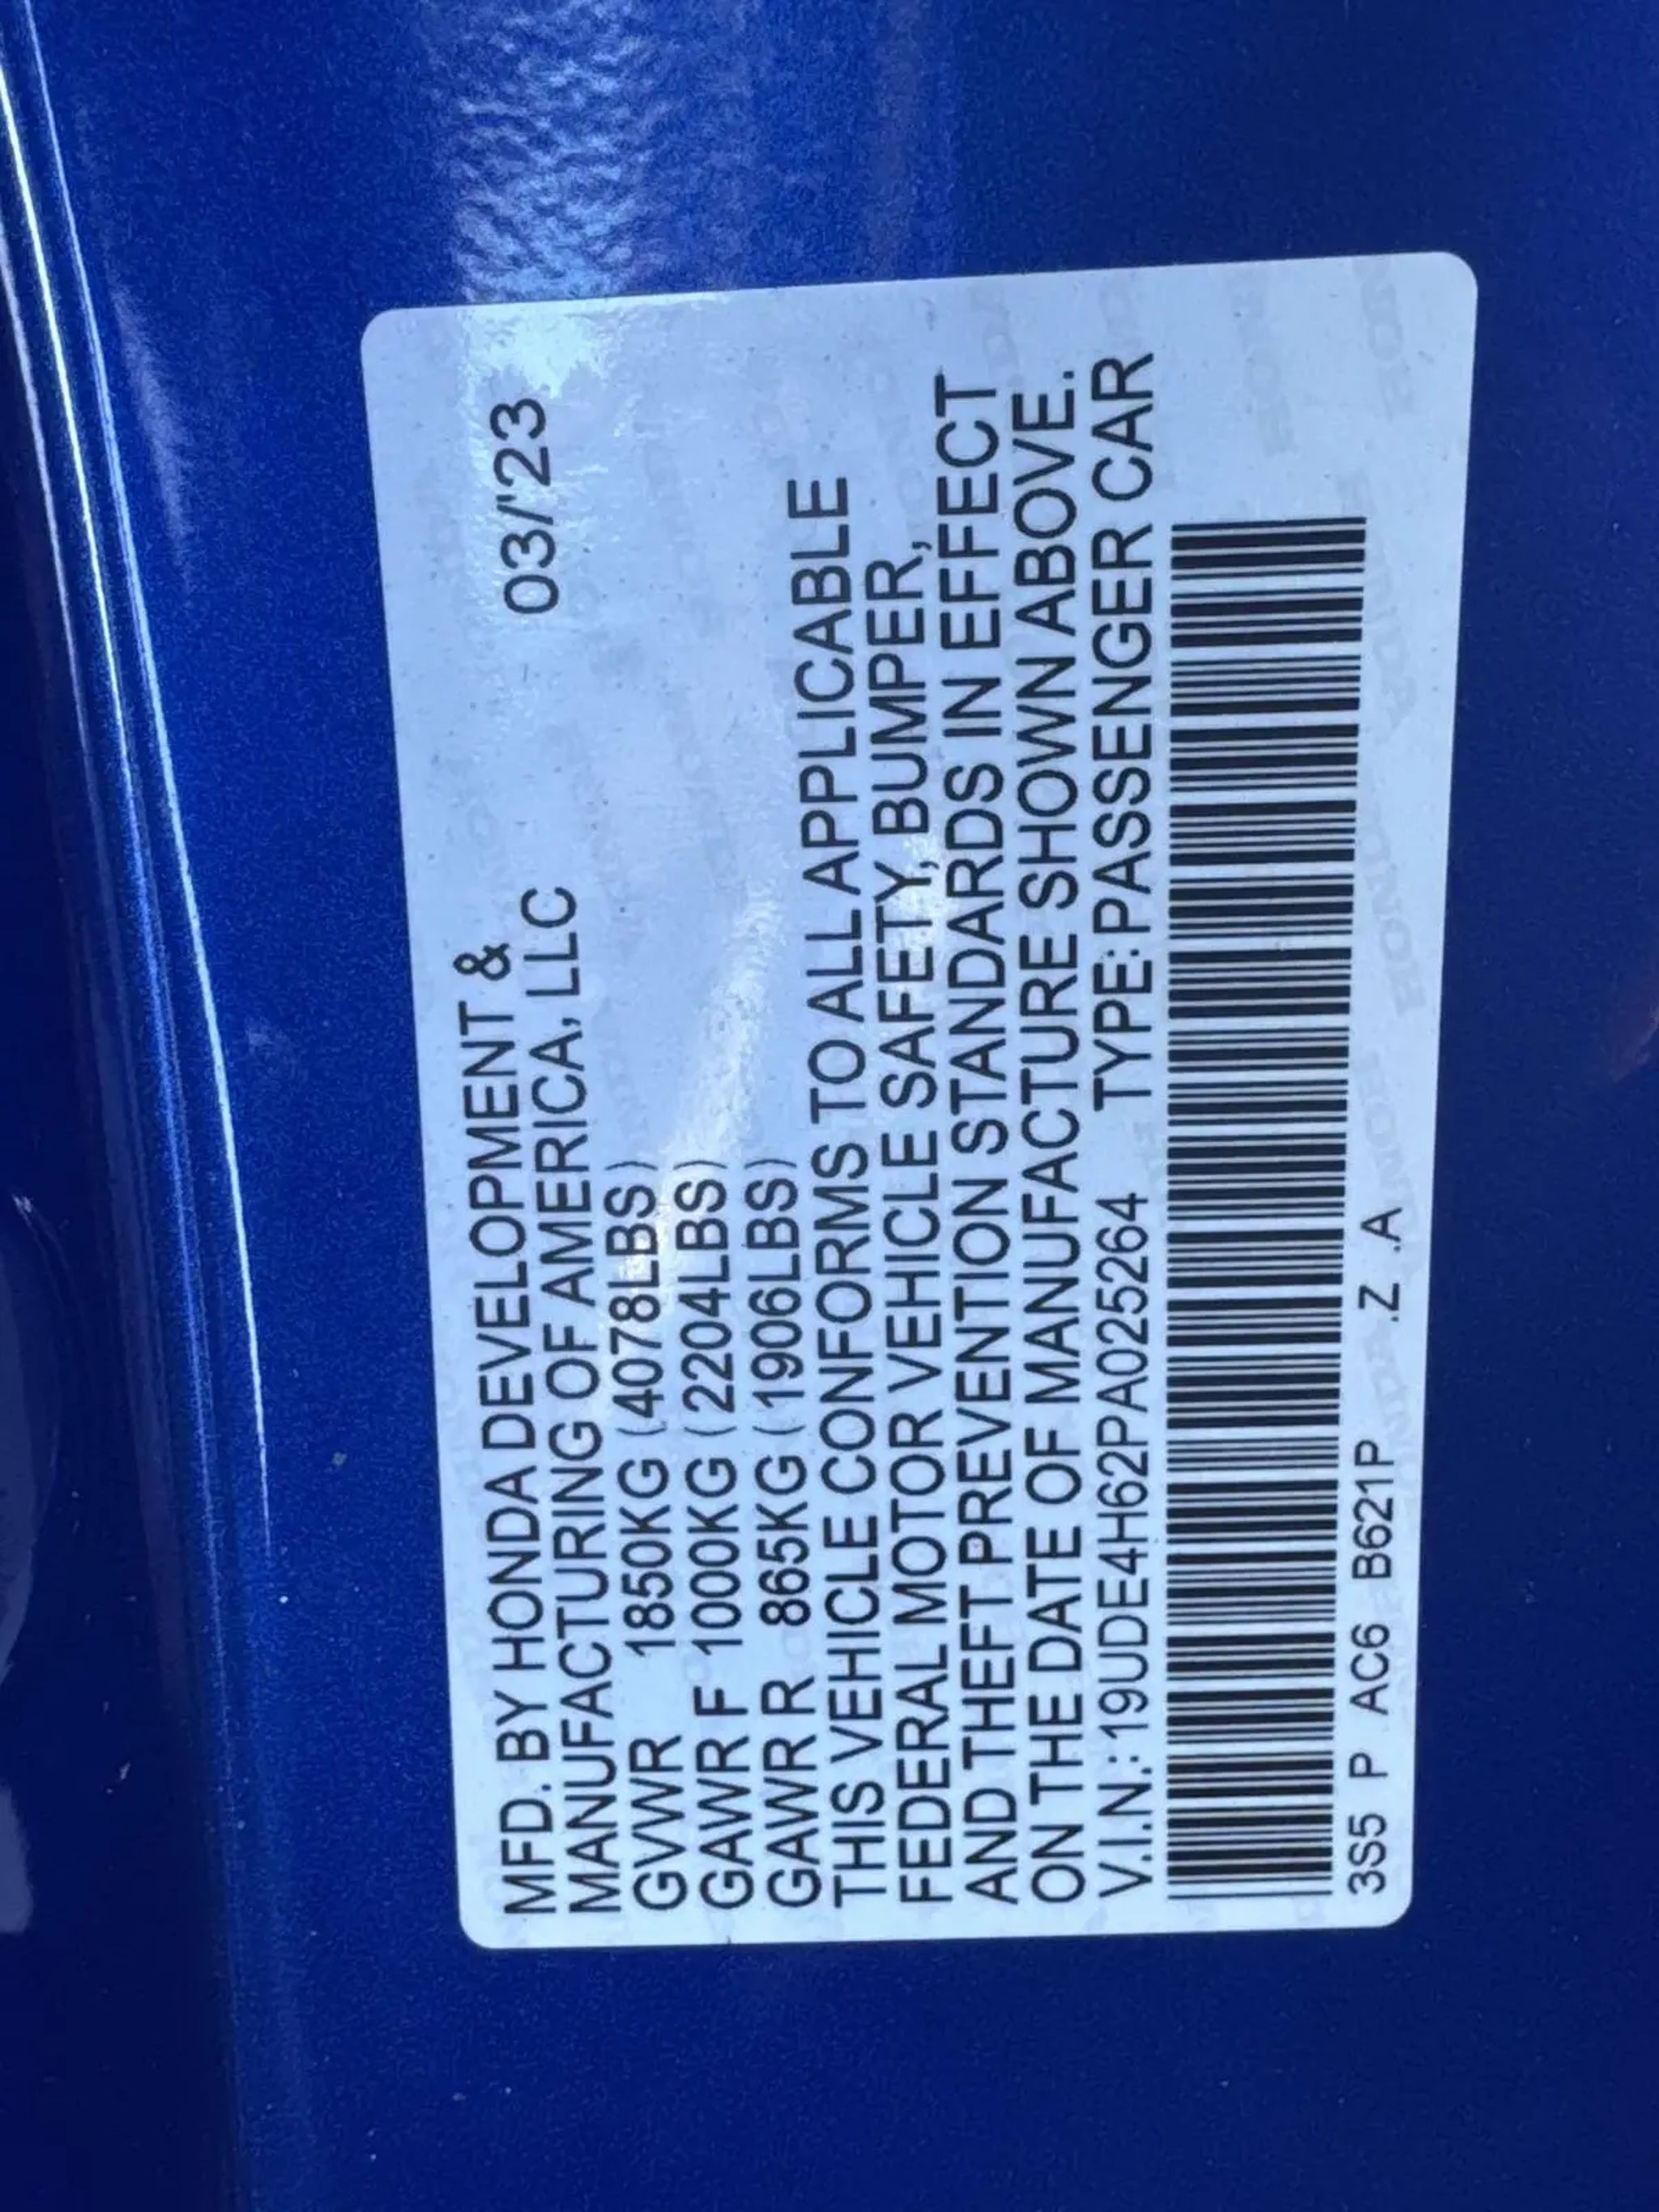 MFD. BY HONDA DEVELOPMENT & 03/'23
MANUFACTURING OF AMERICA, LLC
GVWR 1850KG (4078LBS)
GAWR F 1000KG (2204LBS)
GAWR R 865KG (1906LBS)
THIS VEHICLE CONFORMS TO ALL APPLICABLE
FEDERAL MOTOR VEHICLE SAFETY, BUMPER,
AND THEFT PREVENTION STANDARDS IN EFFECT
ON THE DATE OF MANUFACTURE SHOWN ABOVE.
V.I.N.: 19UDE4H62PA025264 TYPE: PASSENGER CAR
3S5 P AC6 B621P .Z .A